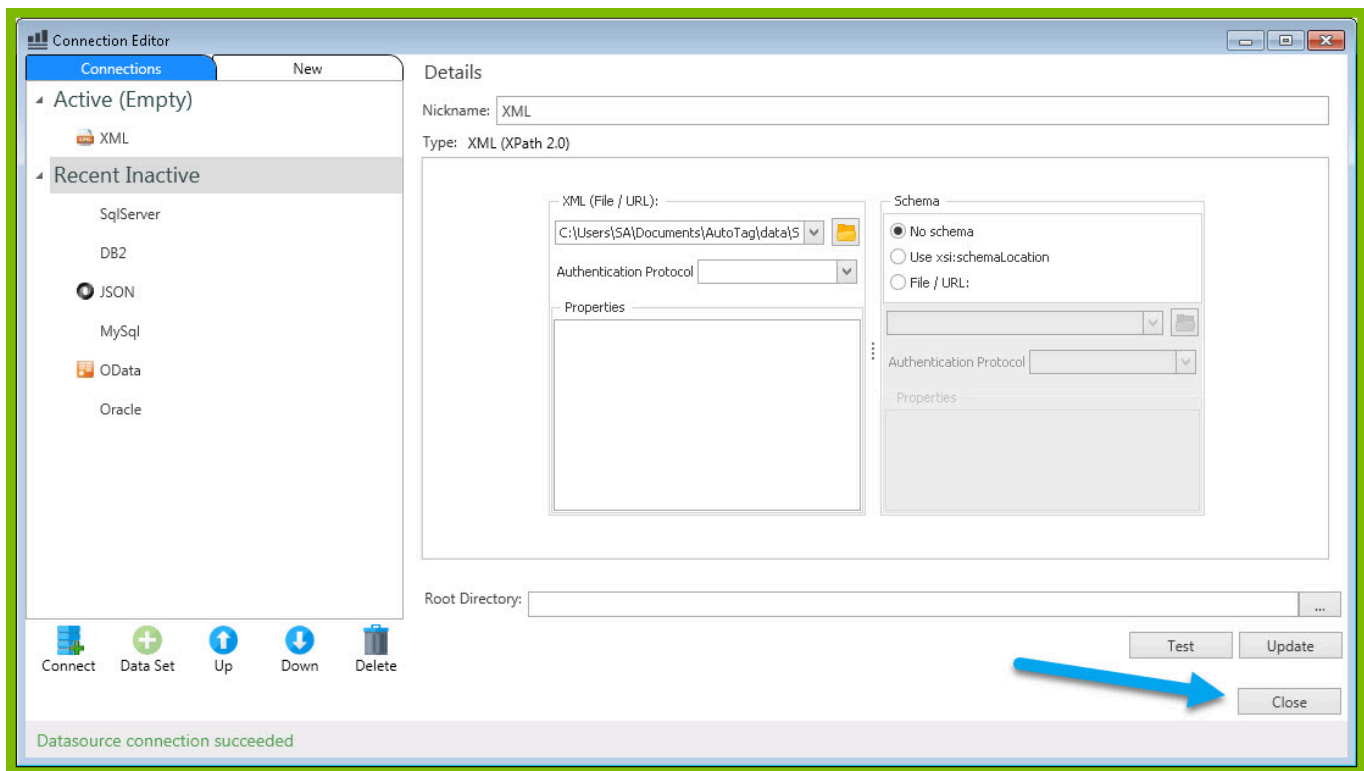 Connection Editor
Connections
New
Active (Empty)
XML
Recent Inactive
SqlServer
DB2
JSON
MySql
OData
Oracle
Connect
Data Set
Up
Down
Delete
Details
Nickname: XML
Type: XML (XPath 2.0)
XML (File / URL):
C:\Users\SA\Documents\AutoTag\data\S
Authentication Protocol
Properties
Schema
No schema
Use xsi:schemaLocation
File / URL:
Authentication Protocol
Properties
Root Directory:
...
Test
Update
Close
Datasource connection succeeded